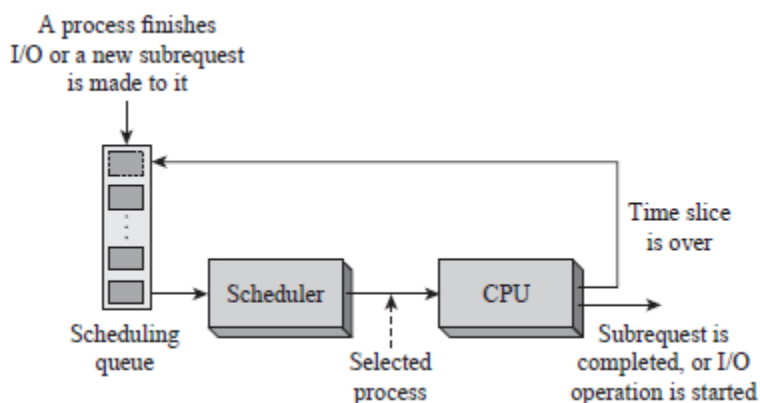 A process finishes
I/O or a new subrequest
is made to it
Time slice
is over
Scheduler
CPU
Scheduling
queue
Selected
process
Subrequest is
completed, or I/O
operation is started